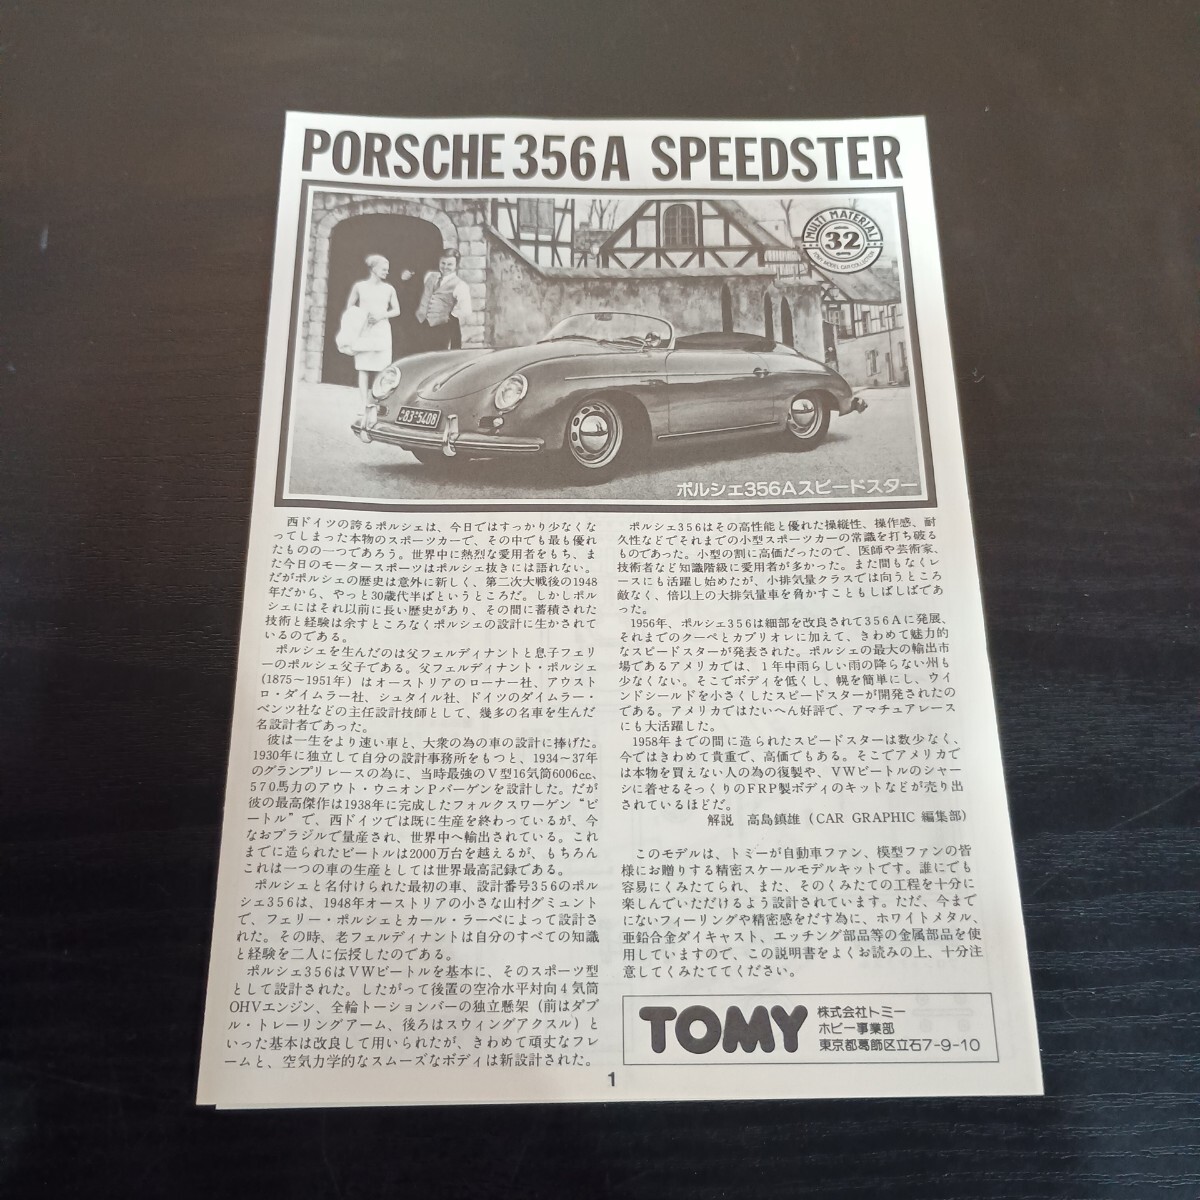 PORSCHE 356A SPEEDSTER
MULTI MATERIAL
32
83-5408
ポルシェ356Aスピードスター
西ドイツの誇るポルシェは、今日ではすっかり少なくな
ってしまった本物のスポーツカーで、その中でも最も優れ
たものの一つであろう。世界中に熱烈な愛用者をもち、ま
た今日のモータースポーツはポルシェ抜きには語れない。
だがポルシェの歴史は意外に新しく、第二次大戦後の1948
年だから、やっと30歳代半ばというところだ。しかしポル
シェにはそれ以前に長い歴史があり、その間に蓄積された
技術と経験は余すところなくポルシェの設計に生かされて
いるのである。
ポルシェを生んだのは父フェルディナントと息子フェリ
ーのポルシェ父子である。父フェルディナント・ポルシェ
(1875〜1951年)はオーストリアのローナー社、アウスト
ロ・ダイムラー社、シュタイル社、ドイツのダイムラー・
ベンツ社などの主任設計技師として、幾多の名車を生んだ
名設計者であった。
彼は一生をより速い車と、大衆の為の車の設計に捧げた。
1930年に独立して自分の設計事務所をもつと、1934〜37年
のグランプリレースの為に、当時最強のV型16気筒6006cc、
570馬力のアウト・ウニオンPバーゲンを設計した。だが
彼の最高傑作は1938年に完成したフォルクスワーゲン“ビ
ートル”で、西ドイツでは既に生産を終わっているが、今
なおブラジルで量産され、世界中へ輸出されている。これ
までに造られたビートルは2000万台を越えるが、もちろん
これは一つの車の生産としては世界最高記録である。
ポルシェと名付けられた最初の車、設計番号356のポル
シェ356は、1948年オーストリアの小さな山村グミュント
で、フェリー・ポルシェとカール・ラーベによって設計さ
れた。その時、老フェルディナントは自分のすべての知識
と経験を二人に伝授したのである。
ポルシェ356はVWビートルを基本に、そのスポーツ型
として設計された。したがって後置の空冷水平対向4気筒
OHVエンジン、全輪トーションバーの独立懸架(前はダブ
ル・トレーリングアーム、後ろはスウィングアクスル)と
いった基本は改良して用いられたが、きわめて頑丈なフレ
ームと、空気力学的なスムーズなボディは新設計された。
ポルシェ356はその高性能と優れた操縦性、操作感、耐
久性などでそれまでの小型スポーツカーの常識を打ち破る
ものであった。小型の割に高価だったので、医師や芸術家、
技術者など知識階級に愛用者が多かった。また間もなくレ
ースにも活躍し始めたが、小排気量クラスでは向うところ
敵なく、倍以上の大排気量車を脅かすこともしばしばであ
った。
1956年、ポルシェ356は細部を改良されて356Aに発展、
それまでのクーペとカブリオレに加えて、きわめて魅力的
なスピードスターが発表された。ポルシェの最大の輸出市
場であるアメリカでは、1年中雨らしい雨の降らない州も
少なくない。そこでボディを低くし、幌を簡単にし、ウイ
ンドシールドを小さくしたスピードスターが開発されたの
である。アメリカではたいへん好評で、アマチュアレース
にも大活躍した。
1958年までの間に造られたスピードスターは数少なく、
今ではきわめて貴重で、高価でもある。そこでアメリカで
は本物を買えない人の為の復製や、VWビートルのシャー
シに着せるそっくりのFRP製ボディのキットなどが売り出
されているほどだ。
解説 高島鎮雄(CAR GRAPHIC 編集部)
このモデルは、トミーが自動車ファン、模型ファンの皆
様にお贈りする精密スケールモデルキットです。誰にでも
容易にくみたてられ、また、そのくみたての工程を十分に
楽しんでいただけるよう設計されています。ただ、今まで
にないフィーリングや精密感をだす為に、ホワイトメタル、
亜鉛合金ダイキャスト、エッチング部品等の金属部品を使
用していますので、この説明書をよくお読みの上、十分注
意してくみたててください。
TOMY
株式会社トミー
ホビー事業部
東京都葛飾区立石7-9-10
1